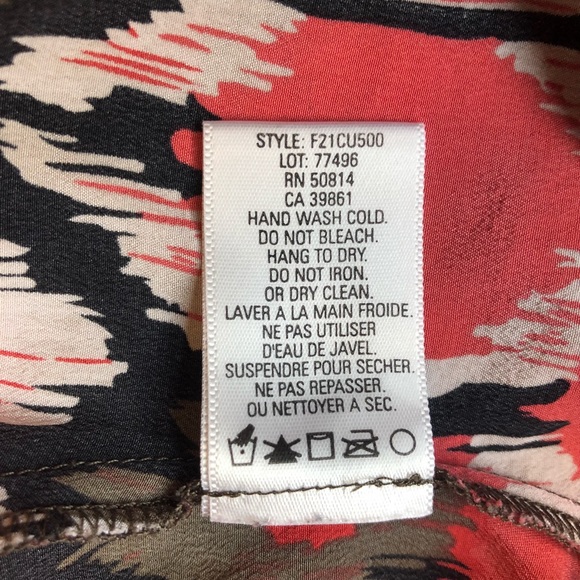 STYLE: F21CU500
LOT: 77496
RN 50814
CA 39861
HAND WASH COLD.
DO NOT BLEACH.
HANG TO DRY.
DO NOT IRON.
OR DRY CLEAN.
LAVER A LA MAIN FROIDE.
NE PAS UTILISER
D'EAU DE JAVEL.
SUSPENDRE POUR SECHER.
NE PAS REPASSER.
OU NETTOYER A SEC.